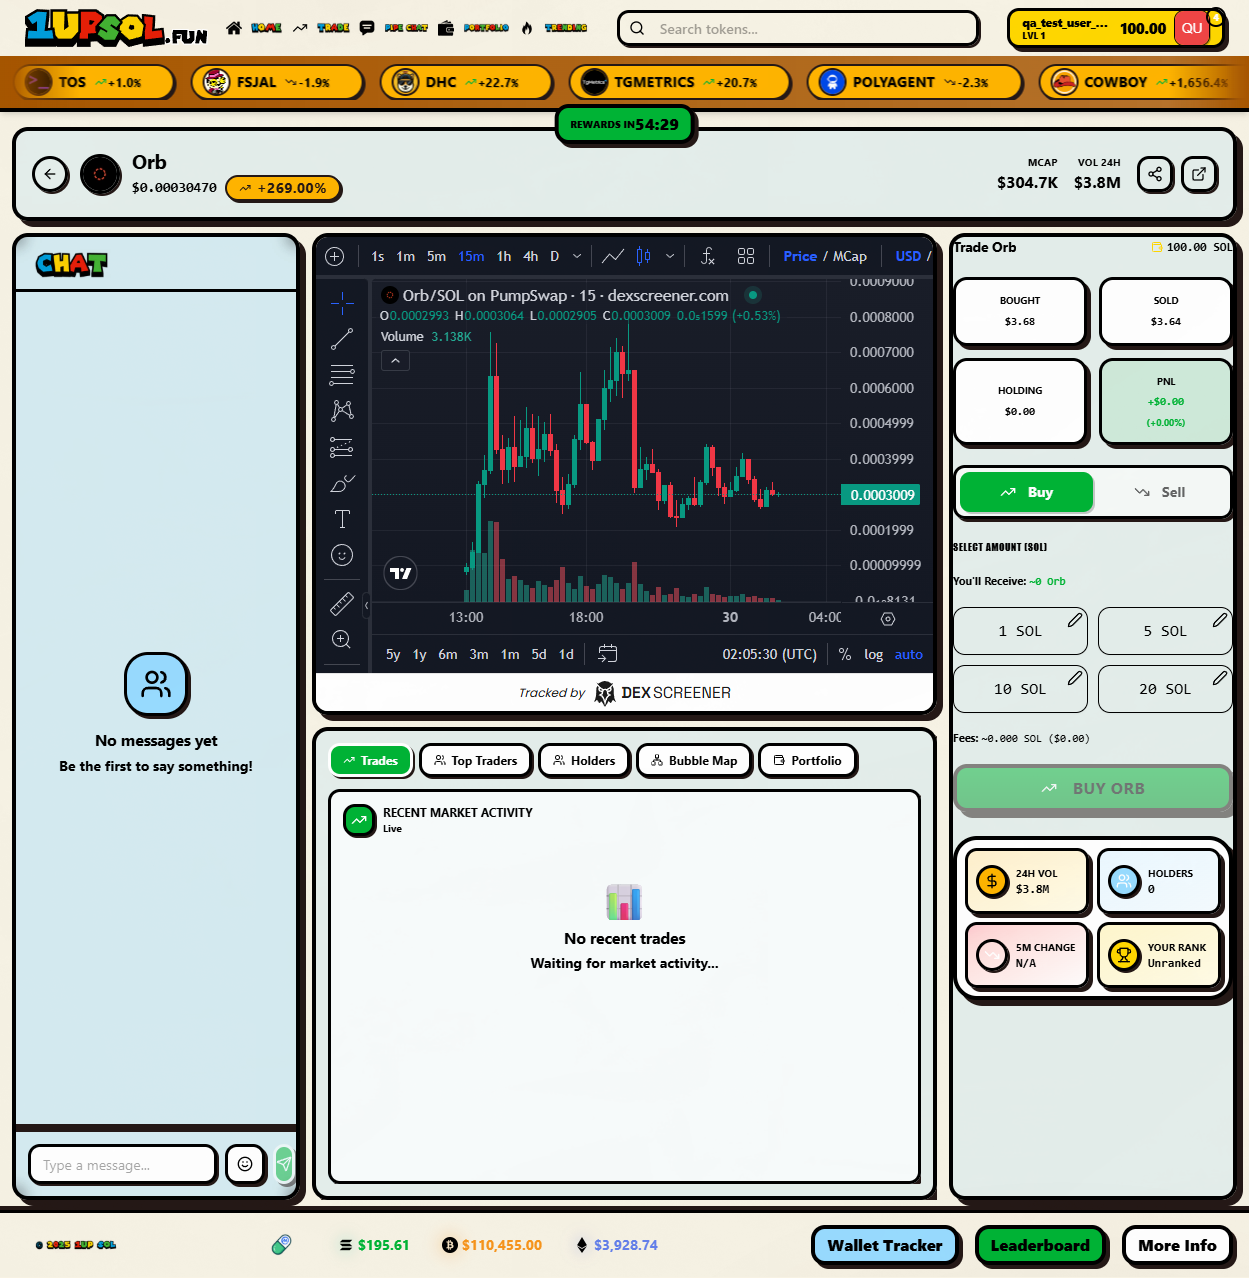 1UPSOL.FUN
HOME
TRADE
PIPE CHAT
PORTFOLIO
TRENDING
Search tokens...
qa_test_user_...
LVL 1
100.00
QU
TOS +1.0%
FSJAL -1.9%
DHC +22.7%
TGMETRICS +20.7%
POLYAGENT -2.3%
COWBOY +1,656.4%
REWARDS IN 54:29
Orb
$0.00030470
+269.00%
MCAP
$304.7K
VOL 24H
$3.8M
CHAT
No messages yet
Be the first to say something!
Type a message...
1s 1m 5m 15m 1h 4h D
Price / MCap
USD /
Orb/SOL on PumpSwap · 15 · dexscreener.com
O0.0002993 H0.0003064 L0.0002905 C0.0003009 0.0₅1599 (+0.53%)
Volume 3.138K
0.0009000
0.0008000
0.0007000
0.0006000
0.0004999
0.0003999
0.0003009
0.0001999
0.00009999
13:00
18:00
30
04:00
5y 1y 6m 3m 1m 5d 1d
02:05:30 (UTC)
% log auto
Tracked by DEX SCREENER
Trades
Top Traders
Holders
Bubble Map
Portfolio
RECENT MARKET ACTIVITY
Live
No recent trades
Waiting for market activity...
Trade Orb
100.00 SOL
BOUGHT
$3.68
SOLD
$3.64
HOLDING
$0.00
PNL
+$0.00
(+0.00%)
Buy
Sell
SELECT AMOUNT (SOL)
You'll Receive: ~0 Orb
1 SOL
5 SOL
10 SOL
20 SOL
Fees: ~0.000 SOL ($0.00)
BUY ORB
24H VOL
$3.8M
HOLDERS
0
5M CHANGE
N/A
YOUR RANK
Unranked
© 2025 1UP SOL
$195.61
$110,455.00
$3,928.74
Wallet Tracker
Leaderboard
More Info